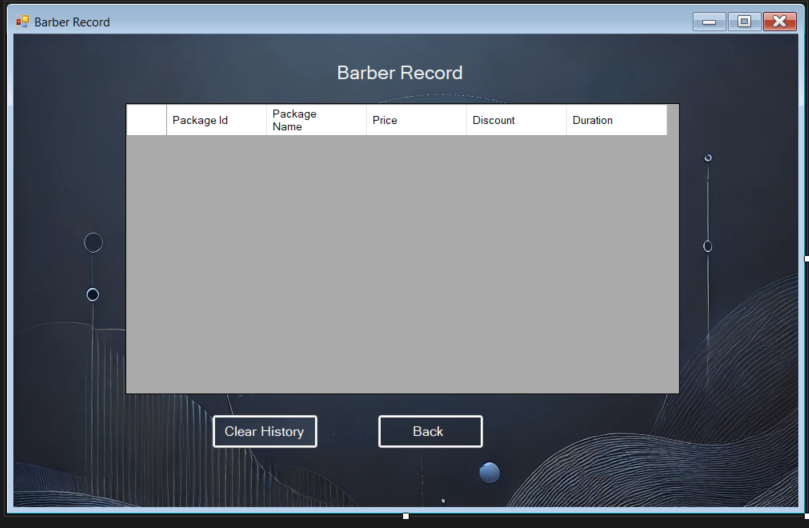 Barber Record
Barber Record
Package Id
Package
Name
Price
Discount
Duration
Clear History
Back